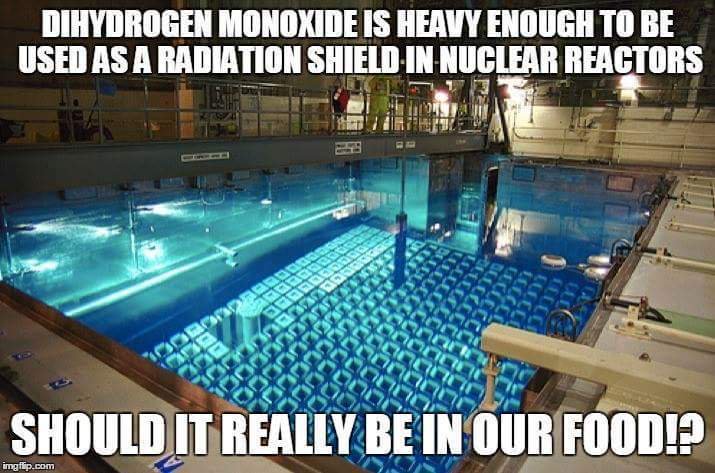 DIHYDROGEN MONOXIDE IS HEAVY ENOUGH TO BE
USED AS A RADIATION SHIELD IN NUCLEAR REACTORS
SHOULD IT REALLY BE IN OUR FOOD!?
imgflip.com